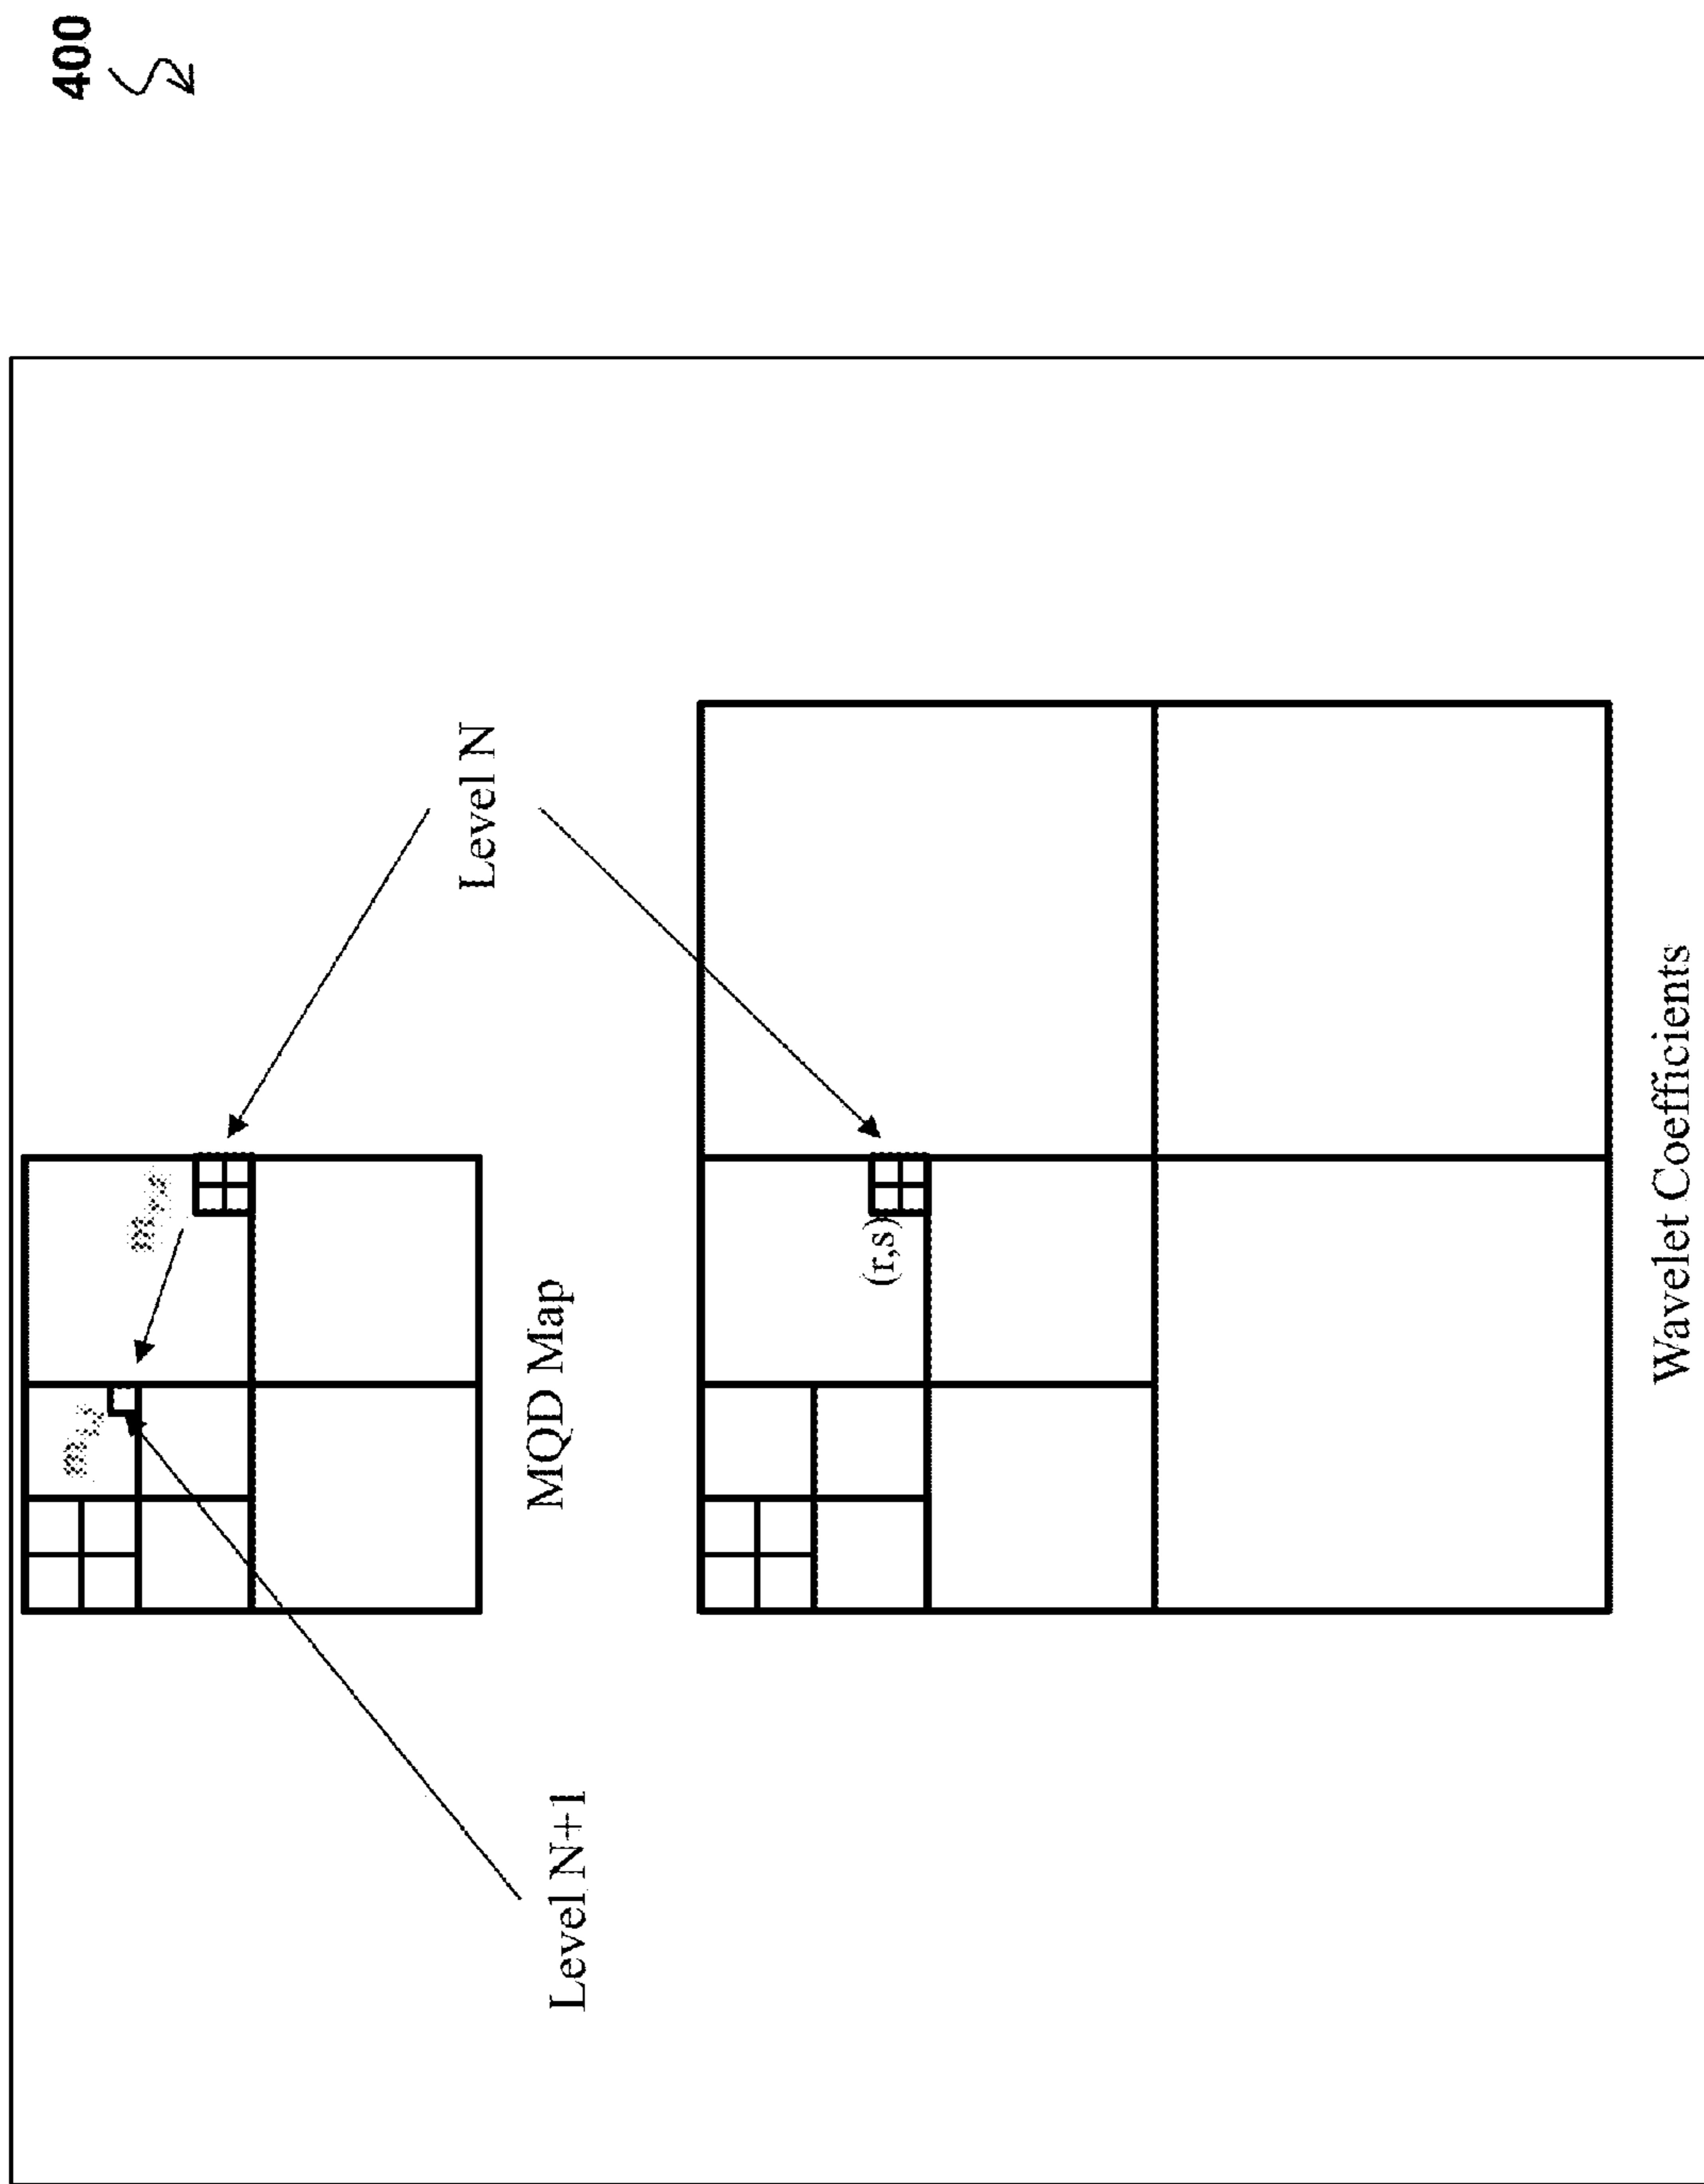 400
Level N+1
MQD Map
Level N
(r,s)
Wavelet Coefficients